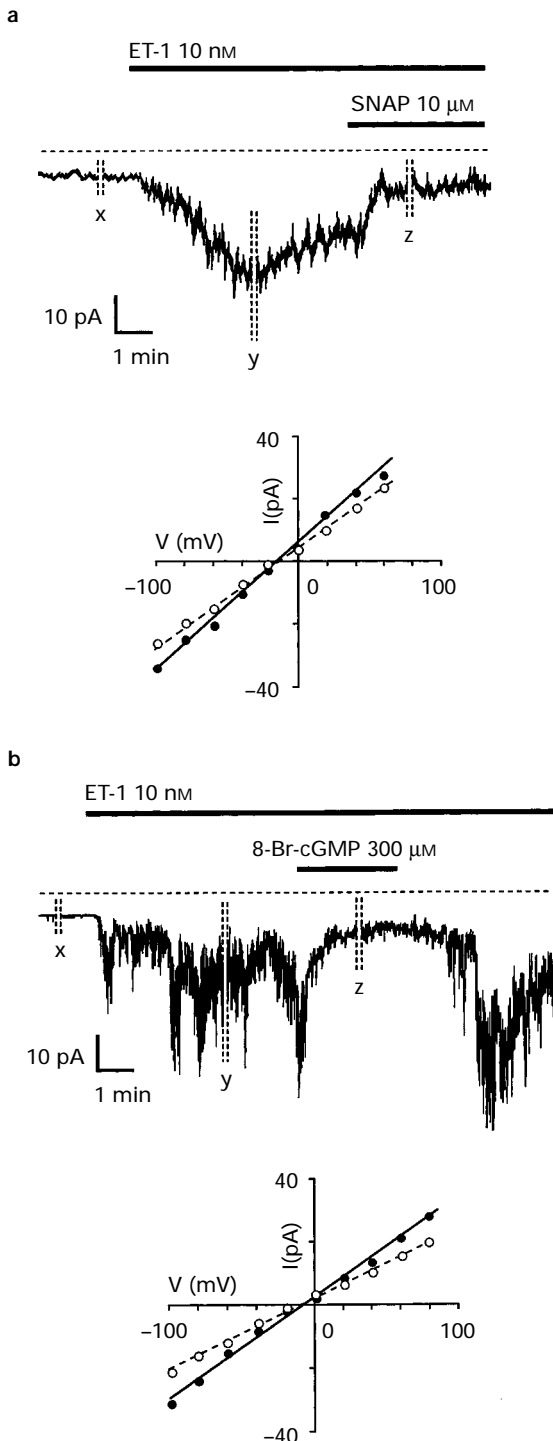 a
ET-1 10 nM
SNAP 10 µM
x
z
10 pA
1 min
y
40
I(pA)
V (mV)
−100
0
100
−40
b
ET-1 10 nM
8-Br-cGMP 300 µM
x
z
10 pA
1 min
y
40
I(pA)
V (mV)
−100
0
100
−40